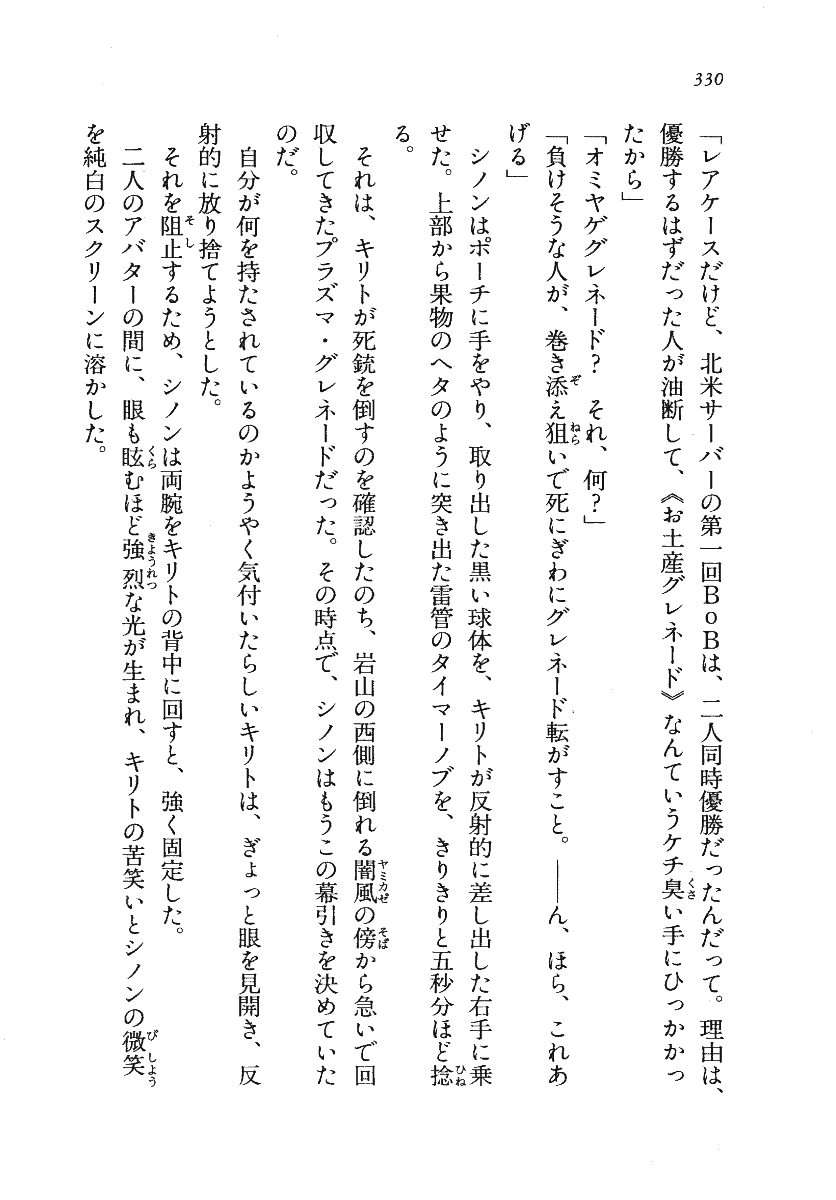 330
「レアケースだけど、北米サーバーの第一回ＢｏＢは、二人同時優勝だったんだって。理由は、
優勝するはずだった人が油断して、《お土産グレネード》なんていうケチ臭い手にひっかかっ
たから」
「オミヤゲグレネード？　それ、何？」
「負けそうな人が、巻き添え狙いで死にぎわにグレネード転がすこと。――ん、ほら、これあ
げる」
　シノンはポーチに手をやり、取り出した黒い球体を、キリトが反射的に差し出した右手に乗
せた。上部から果物のヘタのように突き出た雷管のタイマーノブを、きりきりと五秒分ほど捻
る。
　それは、キリトが死銃を倒すのを確認したのち、岩山の西側に倒れる闇風の傍から急いで回
収してきたプラズマ・グレネードだった。その時点で、シノンはもうこの幕引きを決めていた
のだ。
　自分が何を持たされているのかようやく気付いたらしいキリトは、ぎょっと眼を見開き、反
射的に放り捨てようとした。
　それを阻止するため、シノンは両腕をキリトの背中に回すと、強く固定した。
　二人のアバターの間に、眼も眩むほど強烈な光が生まれ、キリトの苦笑いとシノンの微笑
を純白のスクリーンに溶かした。